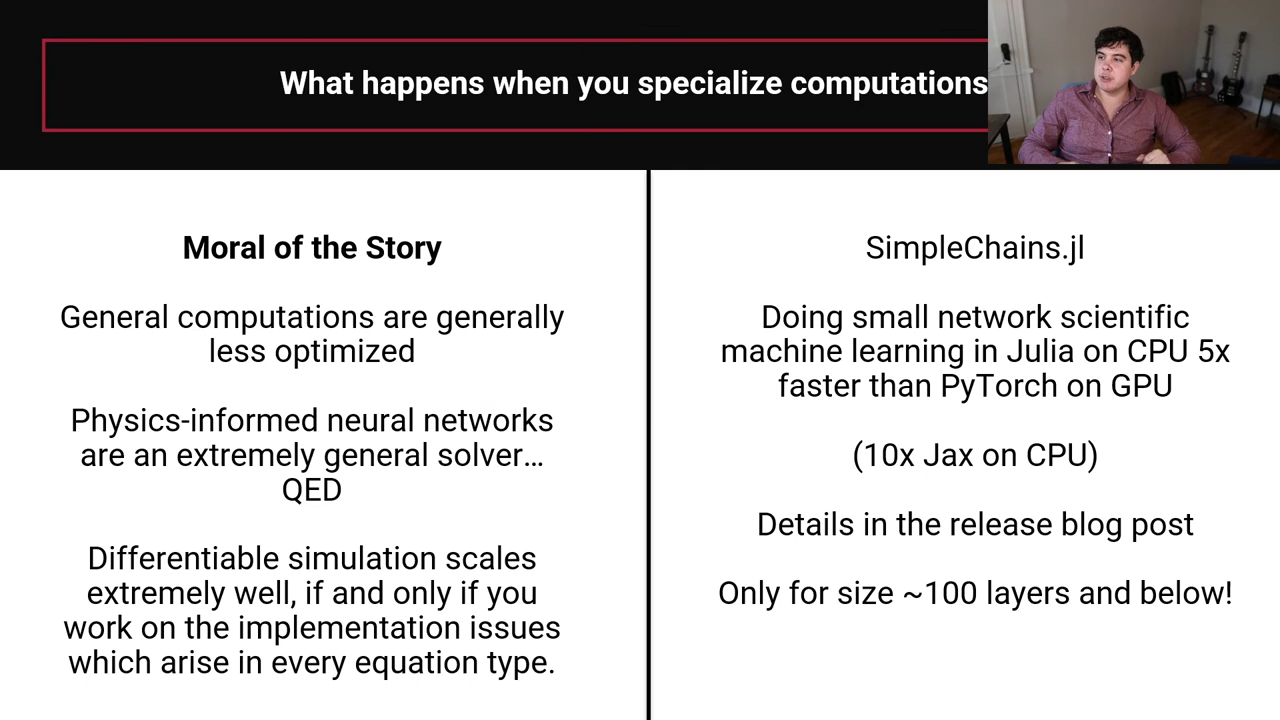 What happens when you specialize computations
Moral of the Story
General computations are generally
less optimized
Physics-informed neural networks
are an extremely general solver…
QED
Differentiable simulation scales
extremely well, if and only if you
work on the implementation issues
which arise in every equation type.
SimpleChains.jl
Doing small network scientific
machine learning in Julia on CPU 5x
faster than PyTorch on GPU
(10x Jax on CPU)
Details in the release blog post
Only for size ~100 layers and below!